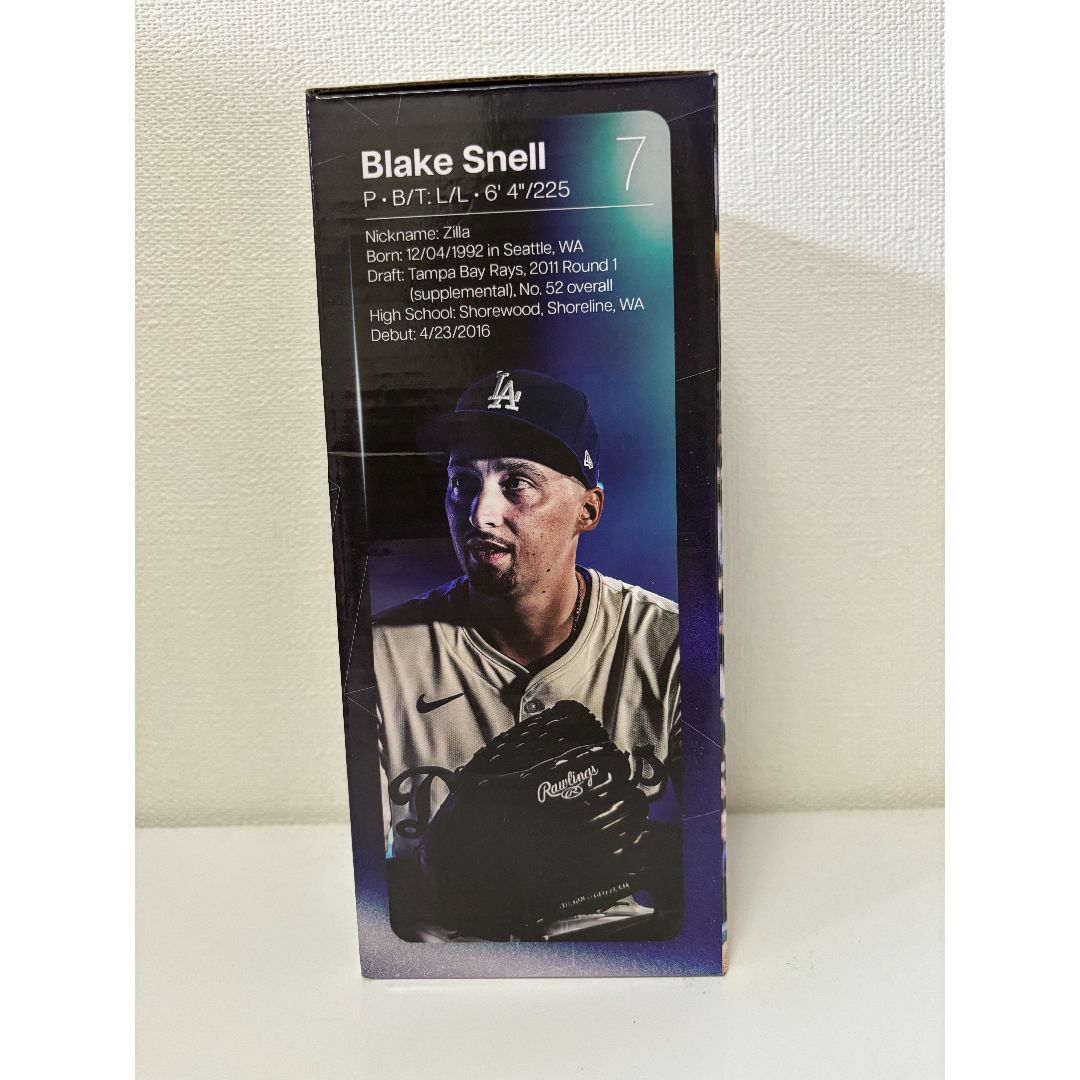 Blake Snell
7
P • B/T: L/L • 6' 4"/225
Nickname: Zilla
Born: 12/04/1992 in Seattle, WA
Draft: Tampa Bay Rays, 2011 Round 1
(supplemental), No. 52 overall
High School: Shorewood, Shoreline, WA
Debut: 4/23/2016
LA
Rawlings